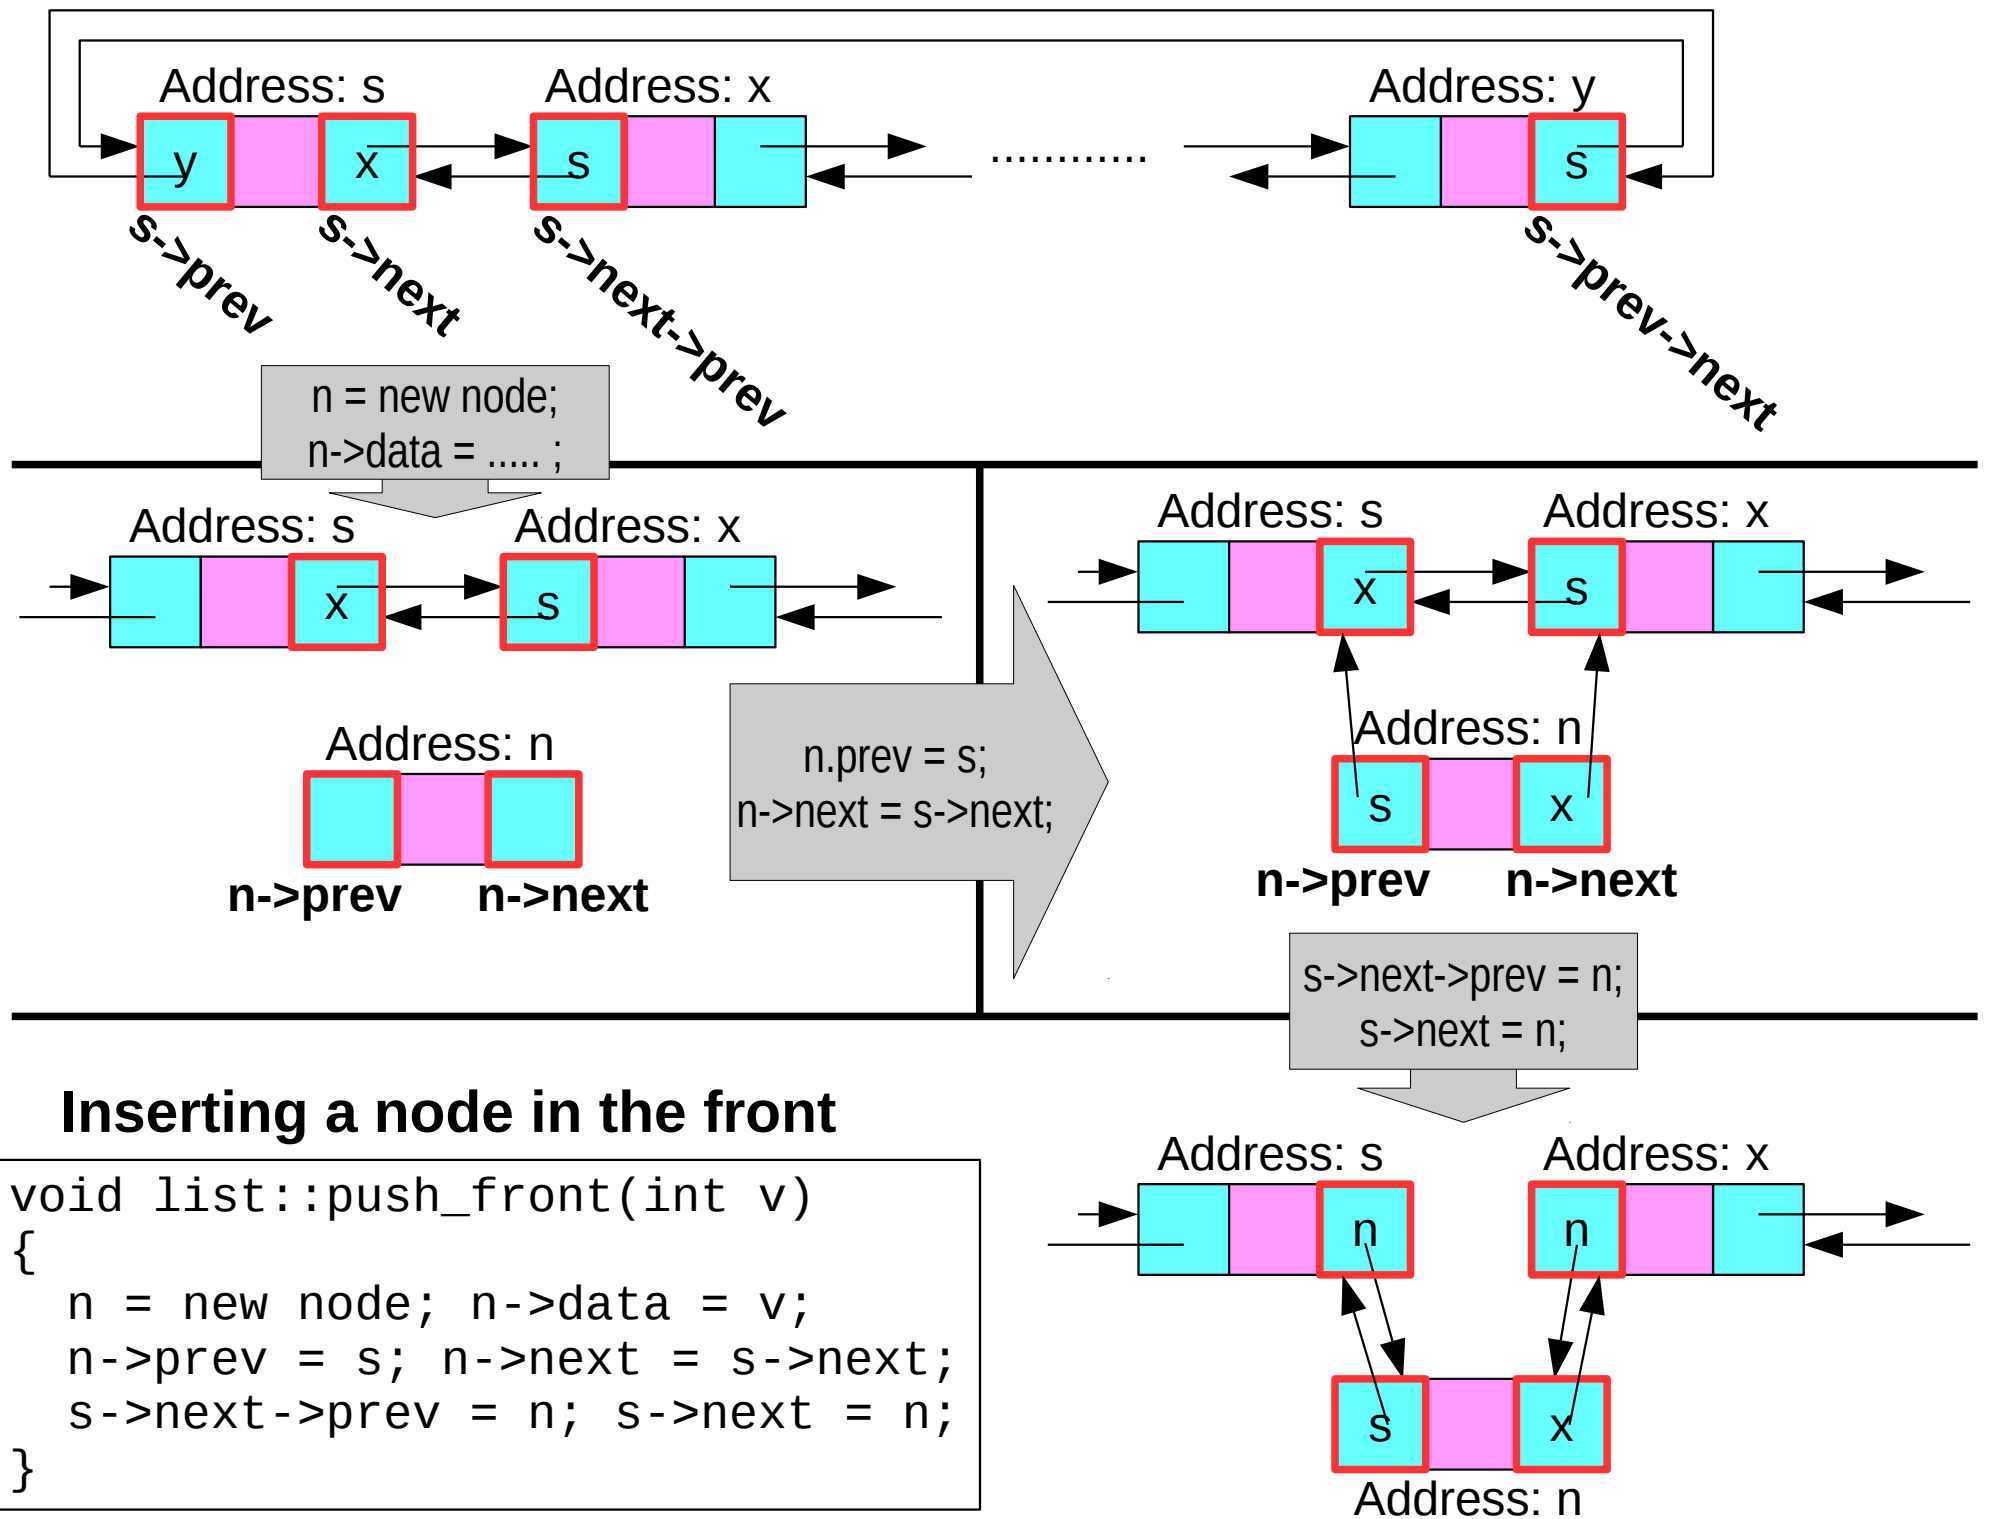 Address: s
Address: x
Address: y
y
x
s
............
s
s->prev
s->next
s->next->prev
s->prev->next
n = new node;
n->data = ..... ;
Address: s
Address: x
x
s
Address: n
n->prev
n->next
n.prev = s;
n->next = s->next;
Address: s
Address: x
x
s
Address: n
s
x
n->prev
n->next
s->next->prev = n;
s->next = n;
Inserting a node in the front
void list::push_front(int v)
{
  n = new node; n->data = v;
  n->prev = s; n->next = s->next;
  s->next->prev = n; s->next = n;
}
Address: s
Address: x
n
n
s
x
Address: n